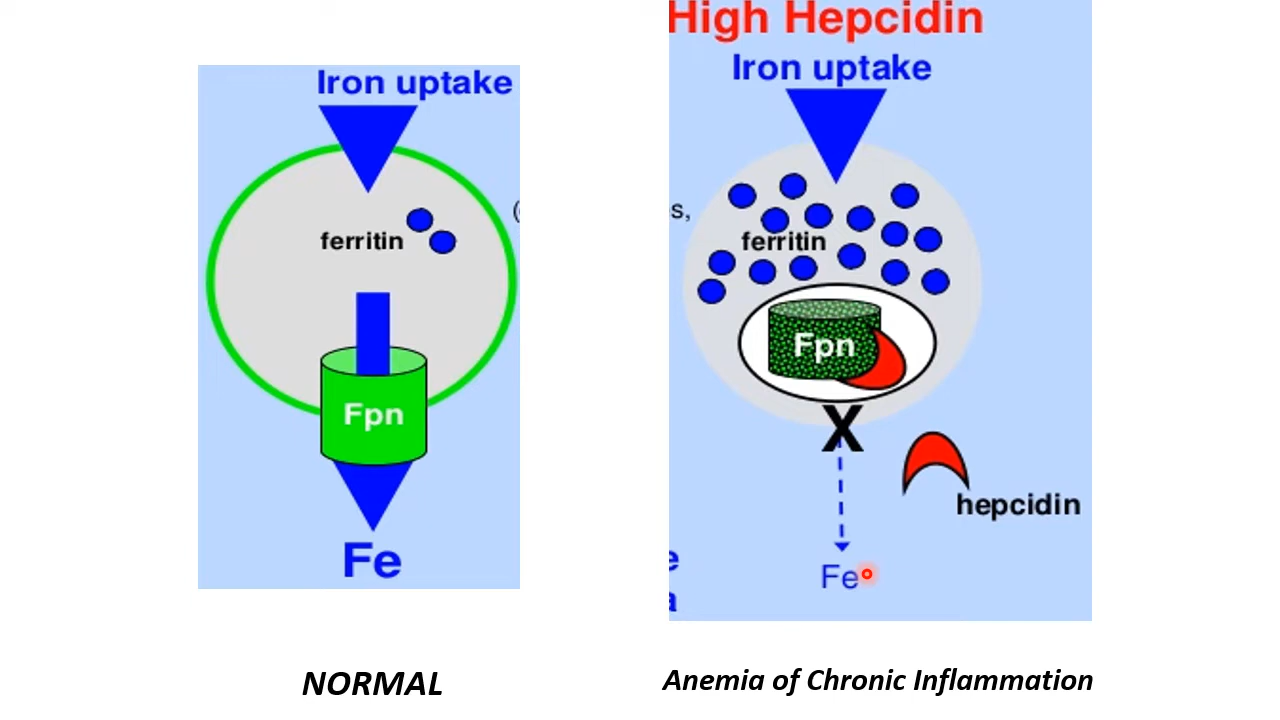 Iron uptake
ferritin
Fpn
Fe
NORMAL
High Hepcidin
Iron uptake
s,
ferritin
Fpn
X
hepcidin
Fe
e
a
Anemia of Chronic Inflammation